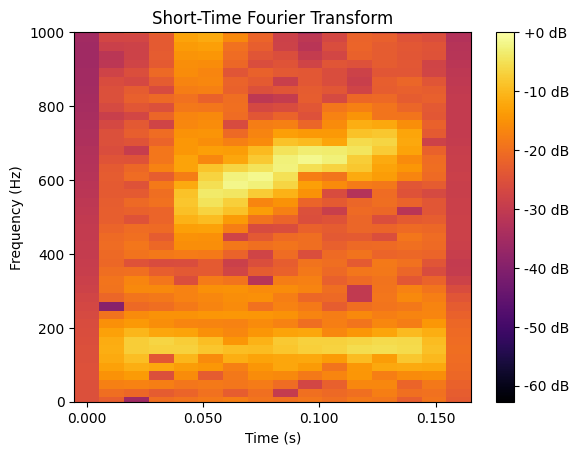 Short-Time Fourier Transform
1000
800
600
400
200
0
Frequency (Hz)
0.000
0.050
0.100
0.150
Time (s)
+0 dB
-10 dB
-20 dB
-30 dB
-40 dB
-50 dB
-60 dB